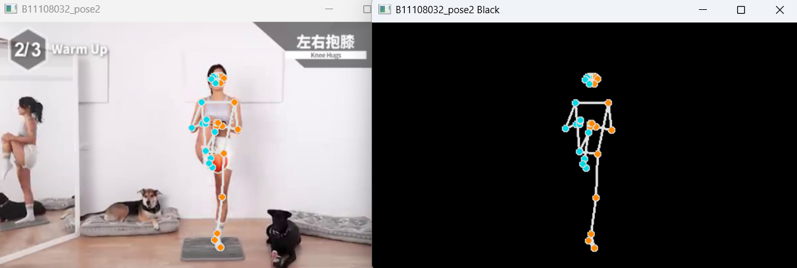 B11108032_pose2
B11108032_pose2 Black
2/3 Warm Up
左右抱膝
Knee Hugs